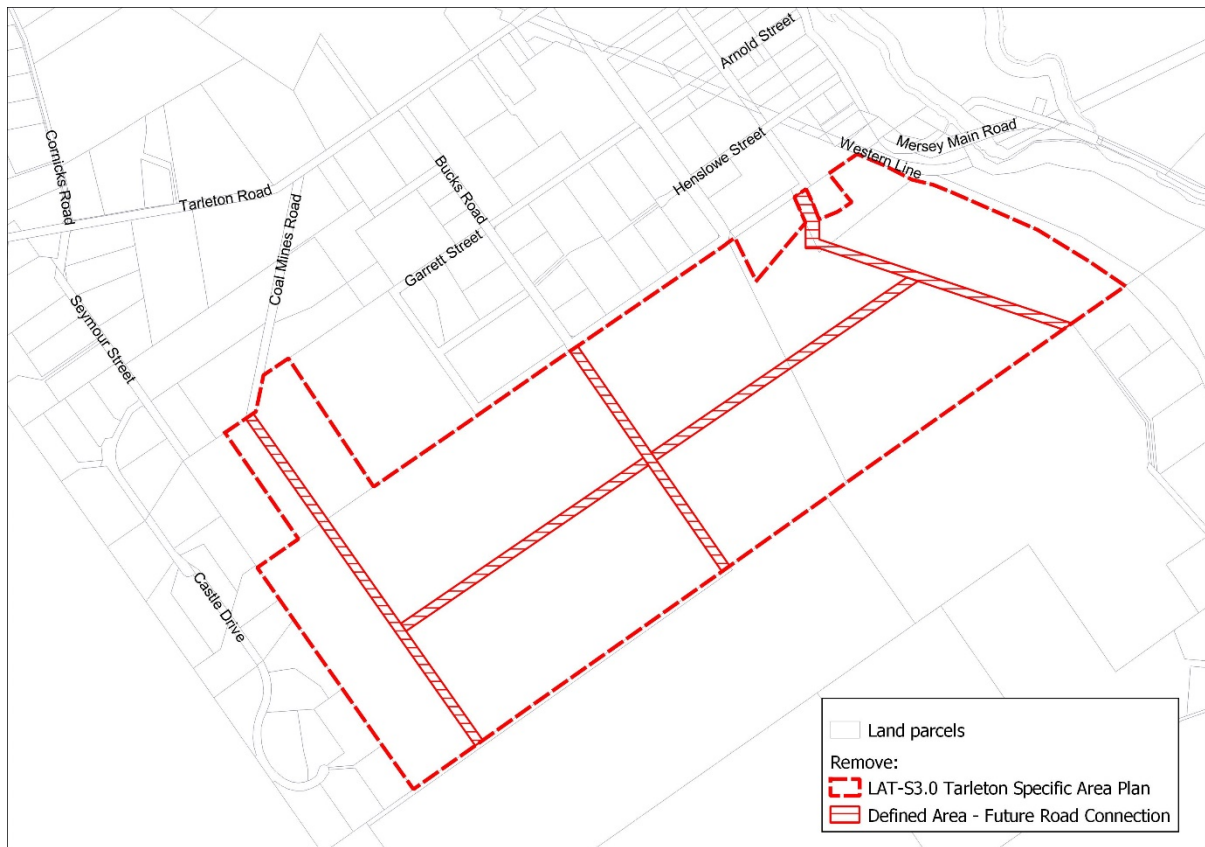 Arnold Street
Mersey Main Road
Western Line
Henslowe Street
Cornicks Road
Tarleton Road
Bucks Road
Coal Mines Road
Garrett Street
Seymour Street
Castle Drive
Land parcels
Remove:
LAT-S3.0 Tarleton Specific Area Plan
Defined Area - Future Road Connection